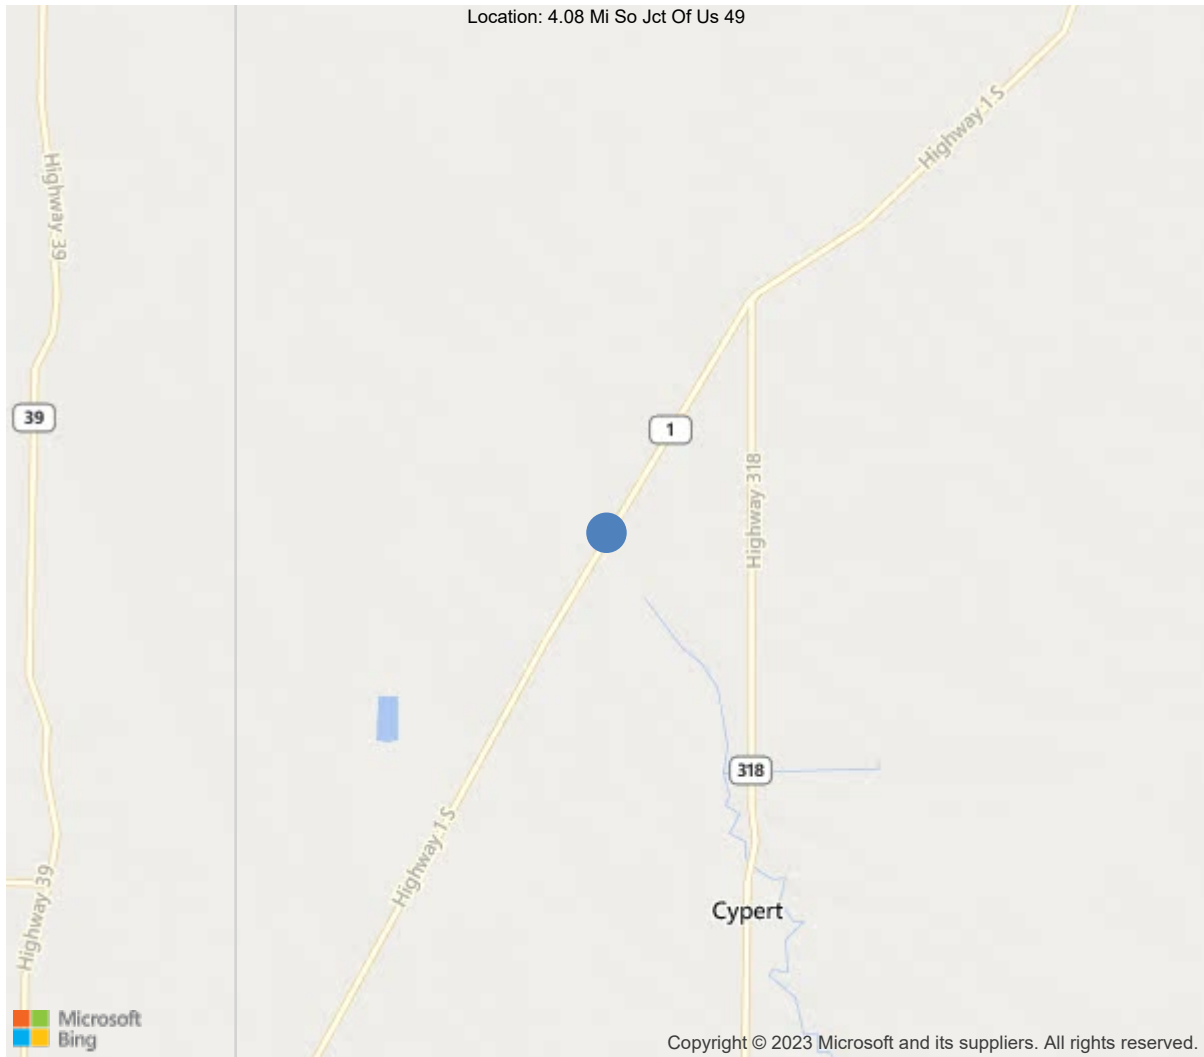 Location: 4.08 Mi So Jct Of Us 49
Highway 1 S
Highway 39
39
1
Highway 318
318
Highway 1 S
Highway 39
Cypert
Microsoft
Bing
Copyright © 2023 Microsoft and its suppliers. All rights reserved.